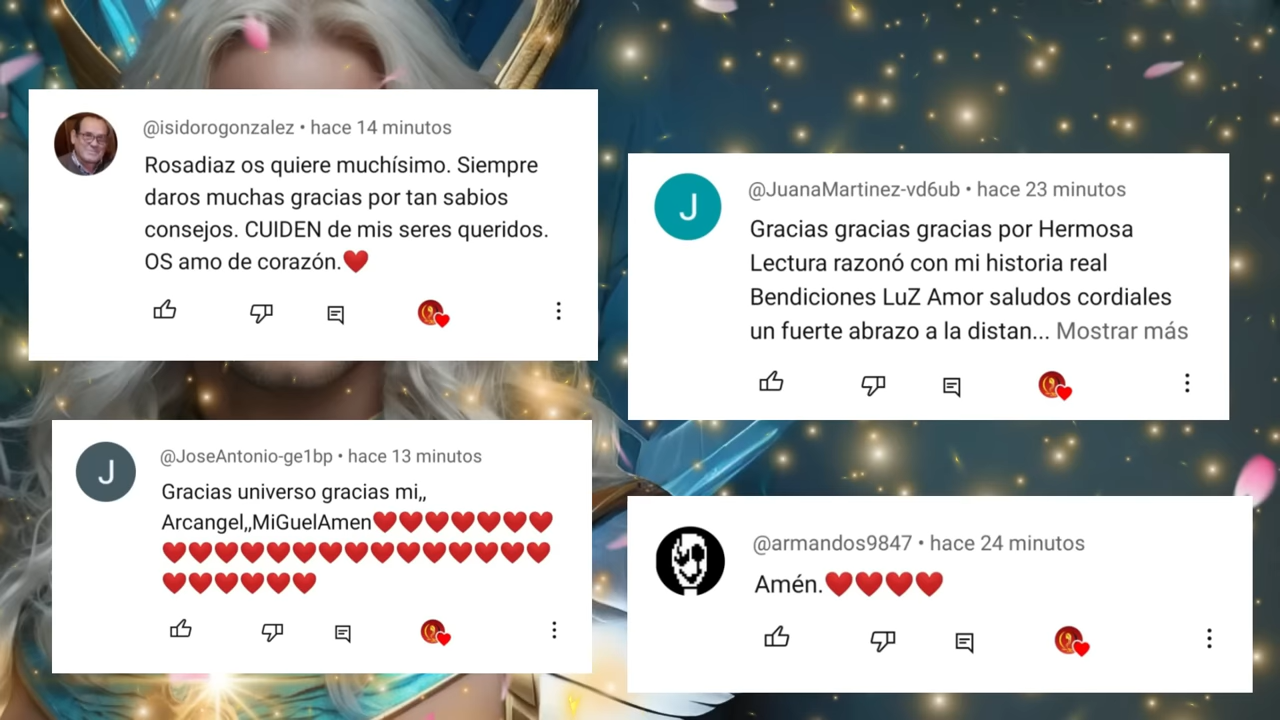 @isidorogonzalez • hace 14 minutos
Rosadiaz os quiere muchísimo. Siempre
daros muchas gracias por tan sabios
consejos. CUIDEN de mis seres queridos.
OS amo de corazón.❤️
@JuanaMartinez-vd6ub • hace 23 minutos
Gracias gracias gracias por Hermosa
Lectura razonó con mi historia real
Bendiciones LuZ Amor saludos cordiales
un fuerte abrazo a la distan... Mostrar más
@JoseAntonio-ge1bp • hace 13 minutos
Gracias universo gracias mi,,
Arcangel,,MiGuelAmen❤️❤️❤️❤️❤️❤️❤️
❤️❤️❤️❤️❤️❤️❤️❤️❤️❤️❤️❤️❤️❤️❤️
❤️❤️❤️❤️❤️❤️
@armandos9847 • hace 24 minutos
Amén.❤️❤️❤️❤️